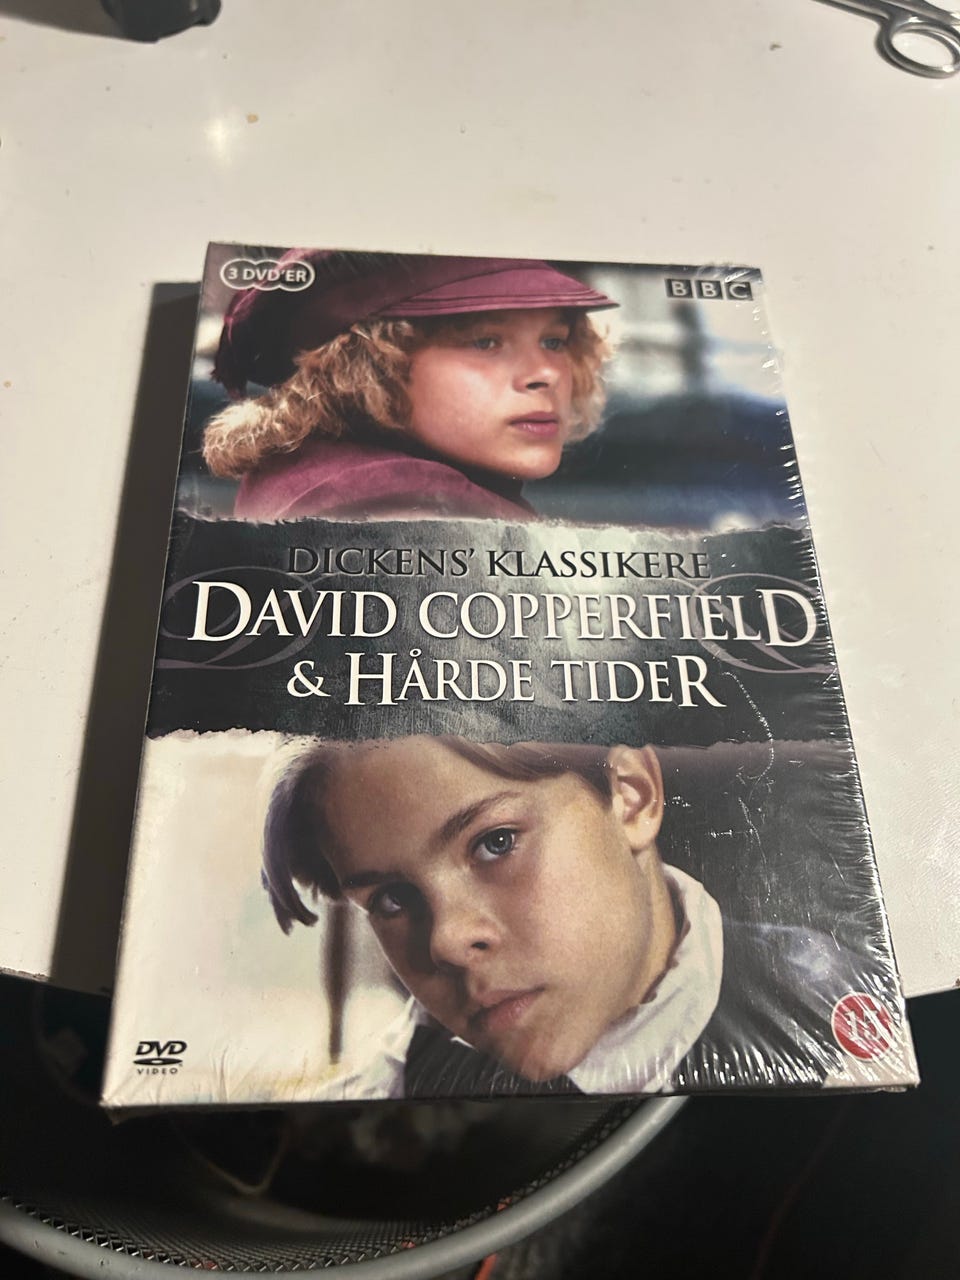 3 DVD'ER
BBC
DICKENS' KLASSIKERE
DAVID COPPERFIELD
& HÅRDE TIDER
DVD
VIDEO